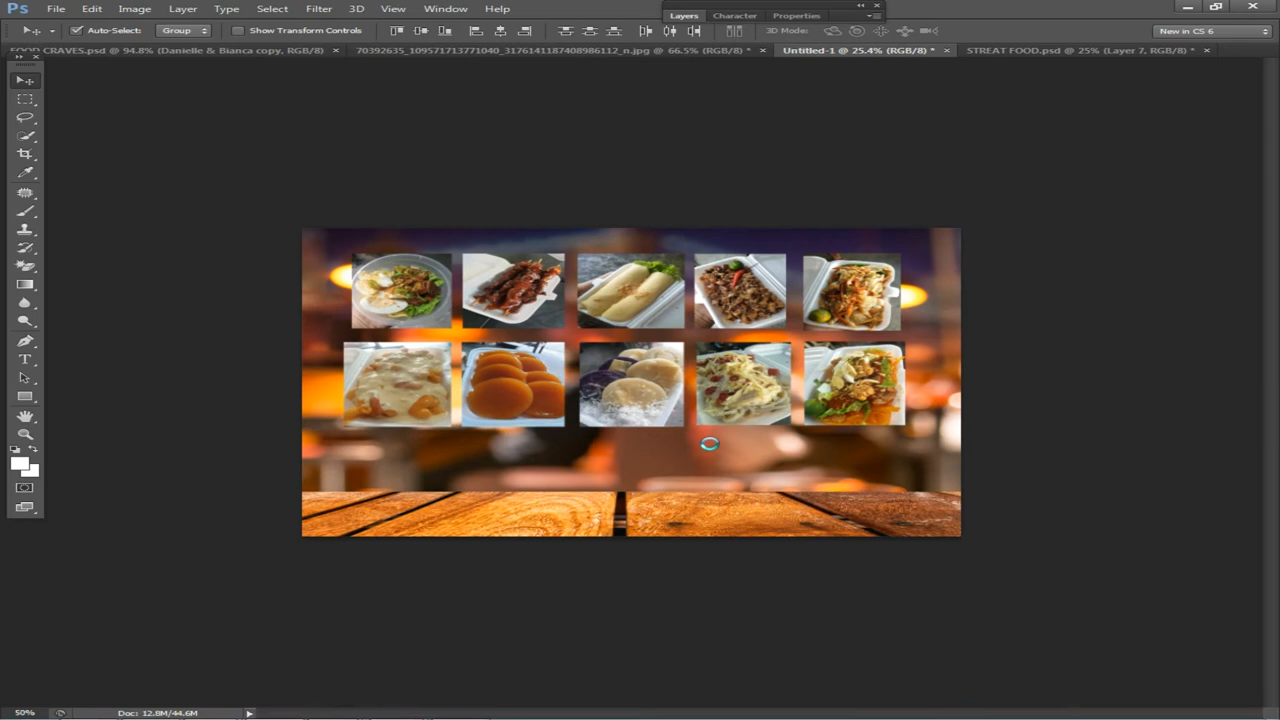 Ps File Edit Image Layer Type Select Filter 3D View Window Help
Layers Character Properties
Auto-Select: Group Show Transform Controls 3D Mode: New in CS 6
CRAVES.psd @ 94.8% (Danielle & Bianca copy, RGB/8) 70392635_109571713771040_3176141187408986112_n.jpg @ 66.5% (RGB/8) * Untitled-1 @ 25.4% (RGB/8) * STREAT FOOD.psd @ 25% (Layer 7, RGB/8) *
T
50% Doc: 12.8M/44.6M